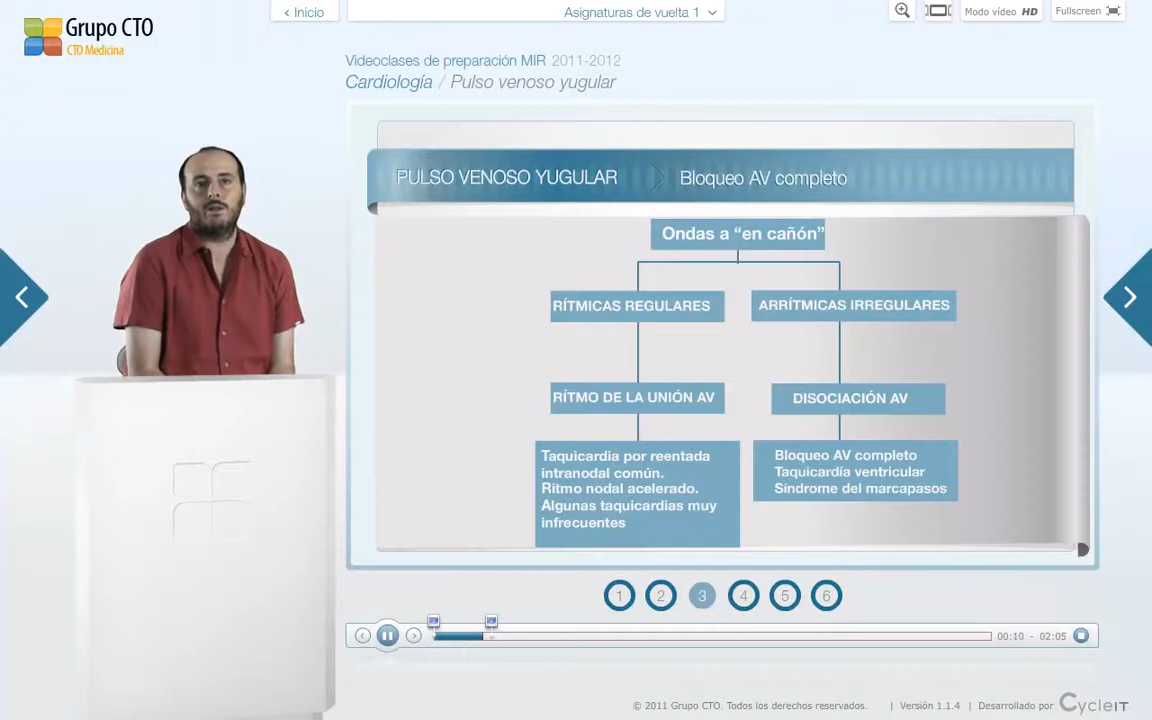 ‹ Inicio
Asignaturas de vuelta 1
Modo vídeo HD
Fullscreen
Grupo CTO
CTO Medicina
Videoclases de preparación MIR 2011-2012
Cardiología / Pulso venoso yugular
PULSO VENOSO YUGULAR
Bloqueo AV completo
Ondas a “en cañón”
RÍTMICAS REGULARES
ARRÍTMICAS IRREGULARES
RÍTMO DE LA UNIÓN AV
DISOCIACIÓN AV
Taquicardia por reentada
intranodal común.
Ritmo nodal acelerado.
Algunas taquicardias muy
infrecuentes
Bloqueo AV completo
Taquicardía ventricular
Síndrome del marcapasos
1 2 3 4 5 6
00:10 - 02:05
© 2011 Grupo CTO. Todos los derechos reservados. | Versión 1.1.4 | Desarrollado por CycleIT